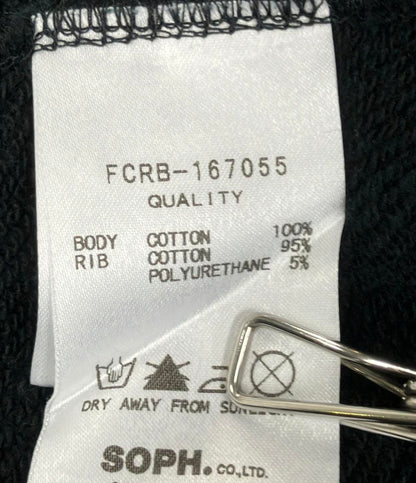 FCRB-167055
QUALITY
BODY COTTON 100%
RIB COTTON 95%
POLYURETHANE 5%
DRY AWAY FROM
SOPH. CO.,LTD.